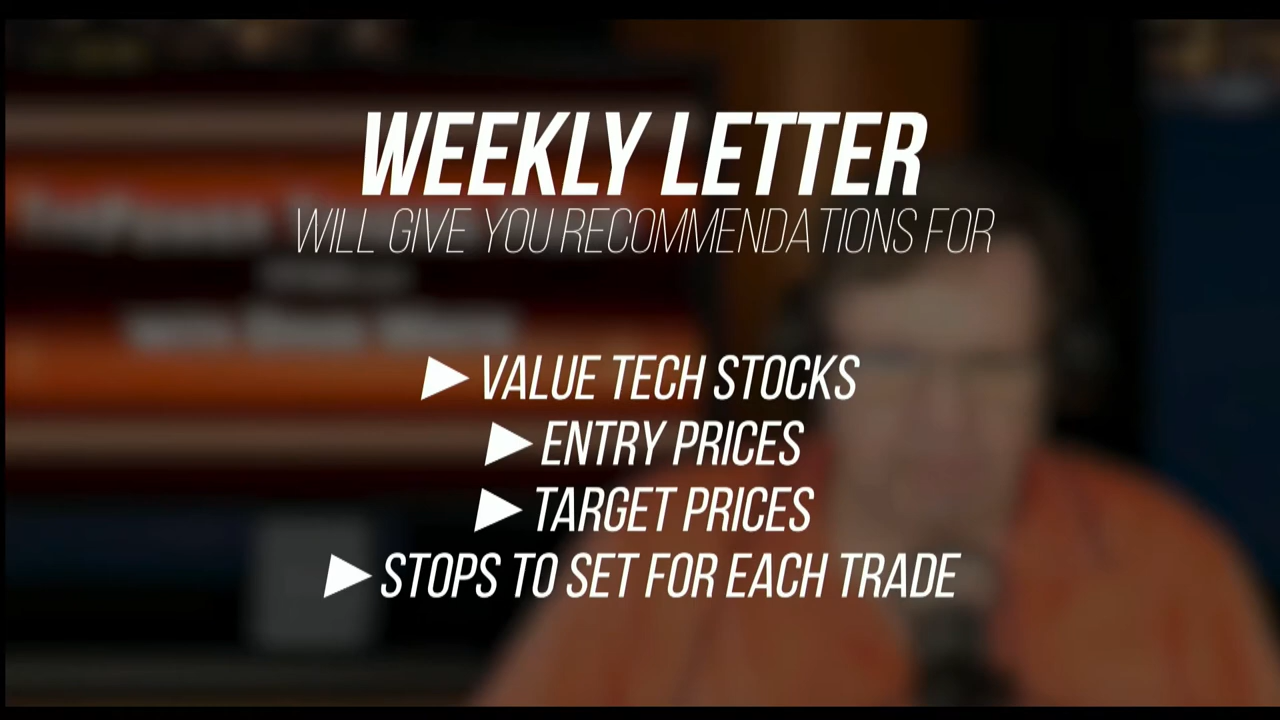 WEEKLY LETTER
WILL GIVE YOU RECOMMENDATIONS FOR
▶ VALUE TECH STOCKS
▶ ENTRY PRICES
▶ TARGET PRICES
▶ STOPS TO SET FOR EACH TRADE